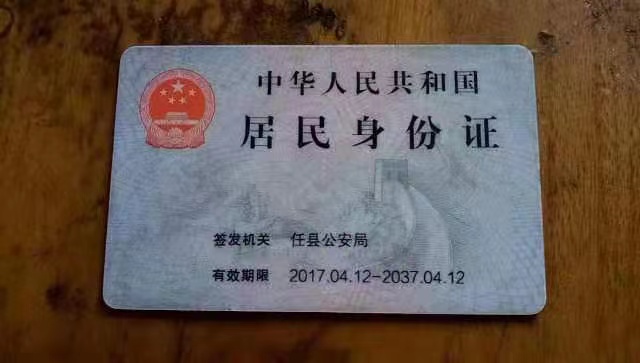 中华人民共和国
居民身份证
签发机关 任县公安局
有效期限 2017.04.12-2037.04.12